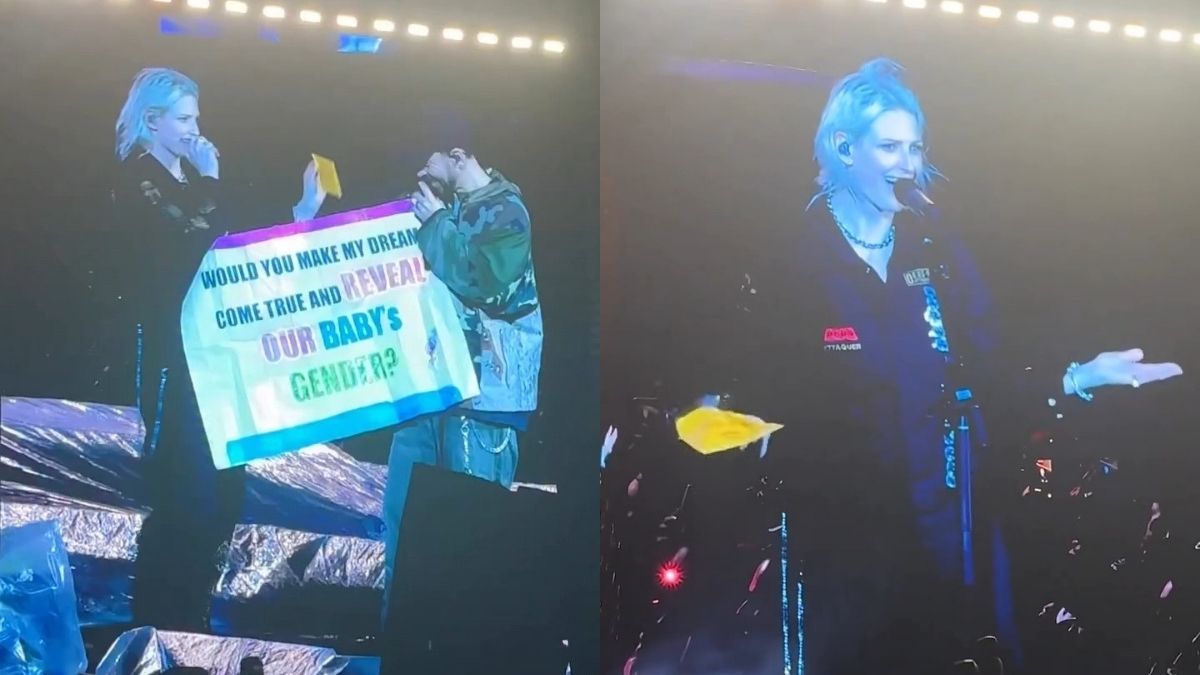 WOULD YOU MAKE MY DREAM
COME TRUE AND REVEAL
OUR BABY's
GENDER?